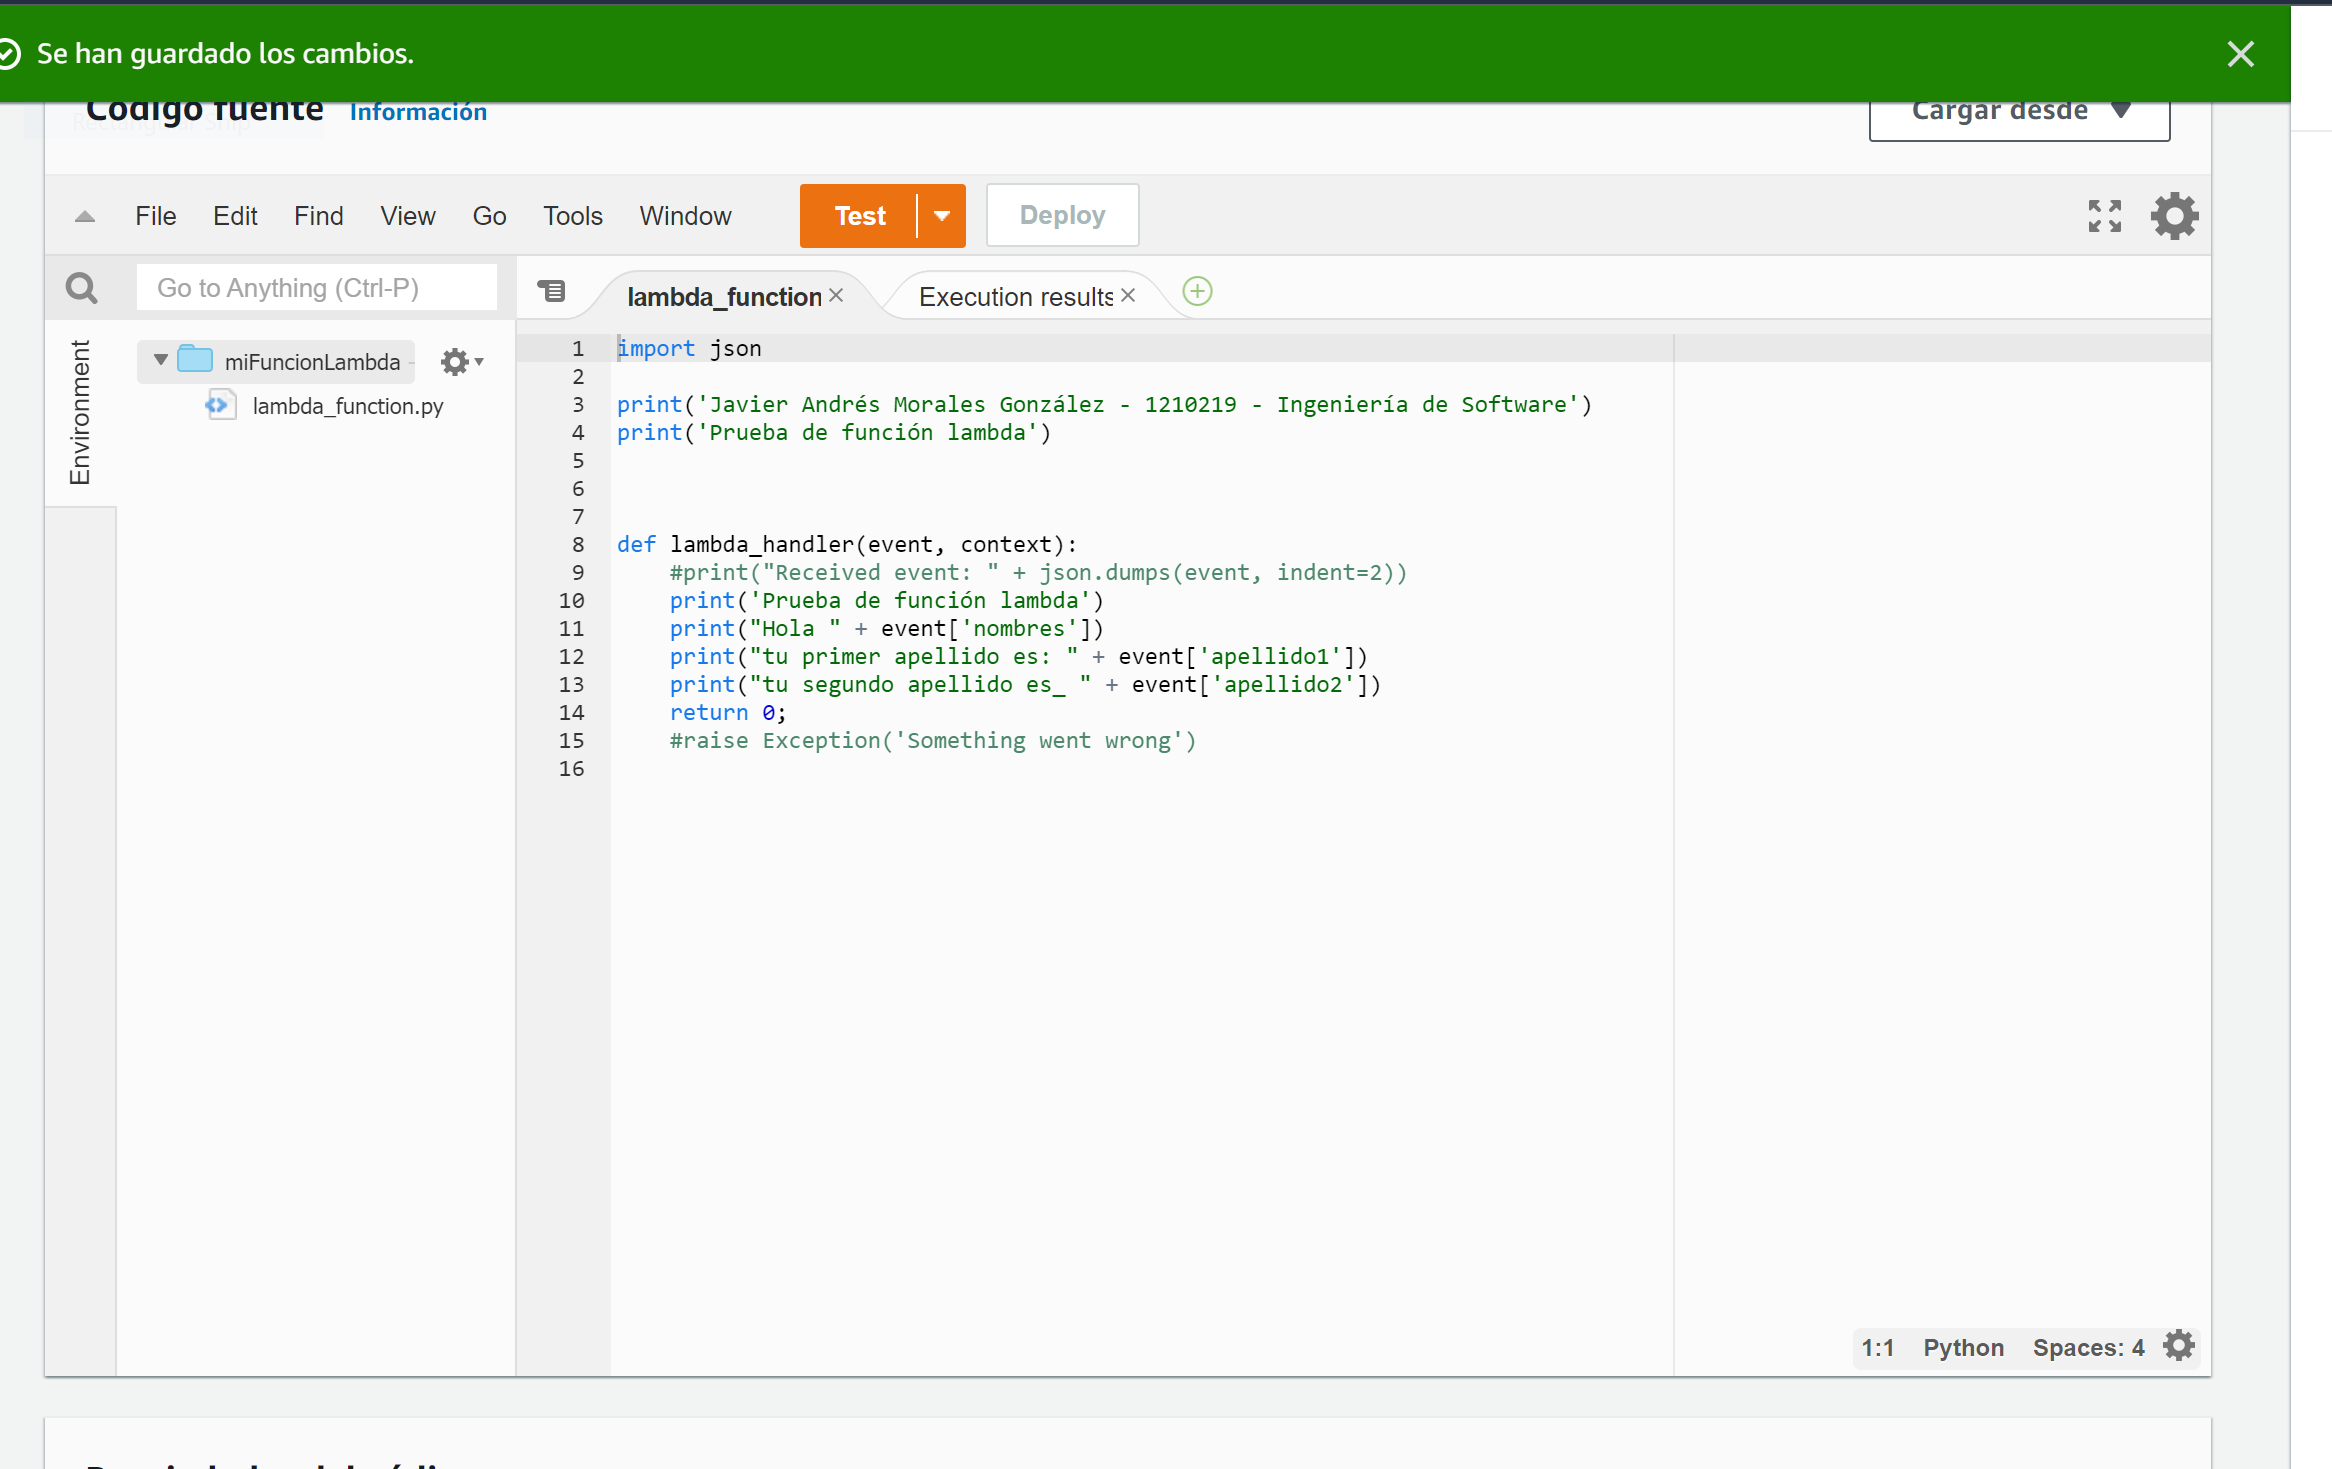 Se han guardado los cambios.
Código fuente Información
Cargar desde
File Edit Find View Go Tools Window Test Deploy
Go to Anything (Ctrl-P)
lambda_function
Execution results
Environment
miFuncionLambda -
lambda_function.py
1 import json
2
3 print('Javier Andrés Morales González - 1210219 - Ingeniería de Software')
4 print('Prueba de función lambda')
5
6
7
8 def lambda_handler(event, context):
9 #print("Received event: " + json.dumps(event, indent=2))
10 print('Prueba de función lambda')
11 print("Hola " + event['nombres'])
12 print("tu primer apellido es: " + event['apellido1'])
13 print("tu segundo apellido es_ " + event['apellido2'])
14 return 0;
15 #raise Exception('Something went wrong')
16
1:1 Python Spaces: 4